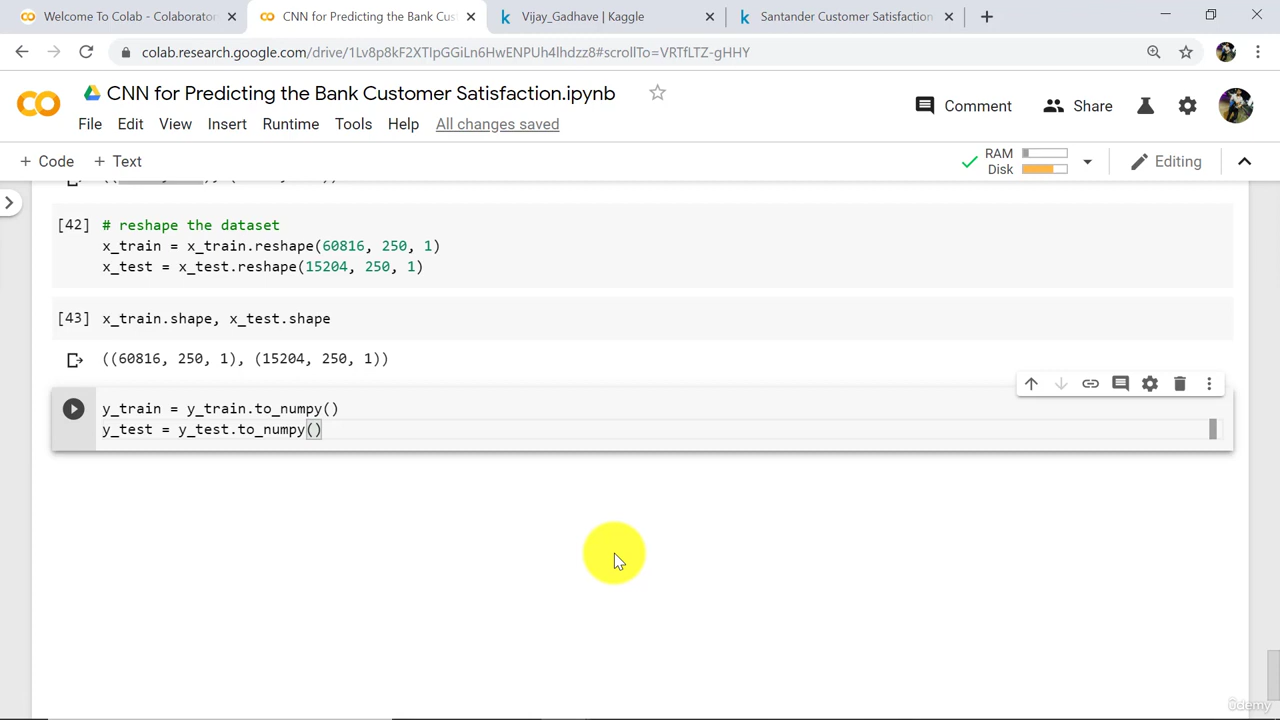 Welcome To Colab - Colaborator
CNN for Predicting the Bank Cus
Vijay_Gadhave | Kaggle
Santander Customer Satisfaction
colab.research.google.com/drive/1Lv8p8kF2XTIpGGiLn6HwENPUh4lhdzz8#scrollTo=VRTfLTZ-gHHY
CNN for Predicting the Bank Customer Satisfaction.ipynb
Comment
Share
File Edit View Insert Runtime Tools Help All changes saved
+ Code + Text
RAM
Disk
Editing
[42] # reshape the dataset
x_train = x_train.reshape(60816, 250, 1)
x_test = x_test.reshape(15204, 250, 1)
[43] x_train.shape, x_test.shape
((60816, 250, 1), (15204, 250, 1))
y_train = y_train.to_numpy()
y_test = y_test.to_numpy()
ûdemy